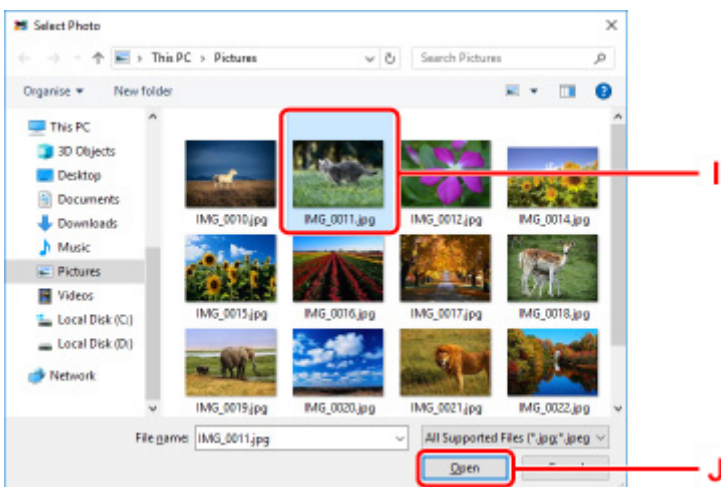 Select Photo
This PC > Pictures
Search Pictures
Organise
New folder
This PC
3D Objects
Desktop
Documents
Downloads
Music
Pictures
Videos
Local Disk (C:)
Local Disk (D:)
Network
IMG_0010.jpg
IMG_0011.jpg
IMG_0012.jpg
IMG_0014.jpg
IMG_0015.jpg
IMG_0016.jpg
IMG_0017.jpg
IMG_0018.jpg
IMG_0019.jpg
IMG_0020.jpg
IMG_0021.jpg
IMG_0022.jpg
I
File name: IMG_0011.jpg
All Supported Files (*.jpg;*.jpeg
Open
J